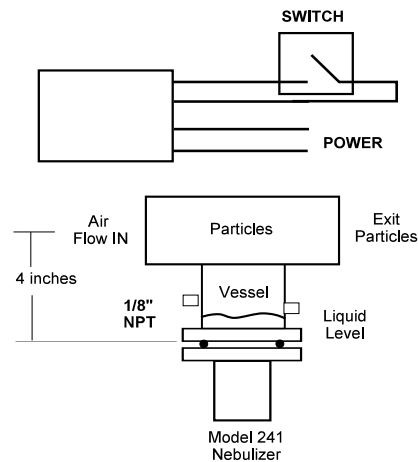 SWITCH
POWER
Air
Flow IN
Particles
Exit
Particles
4 inches
1/8"
NPT
Vessel
Liquid
Level
Model 241
Nebulizer